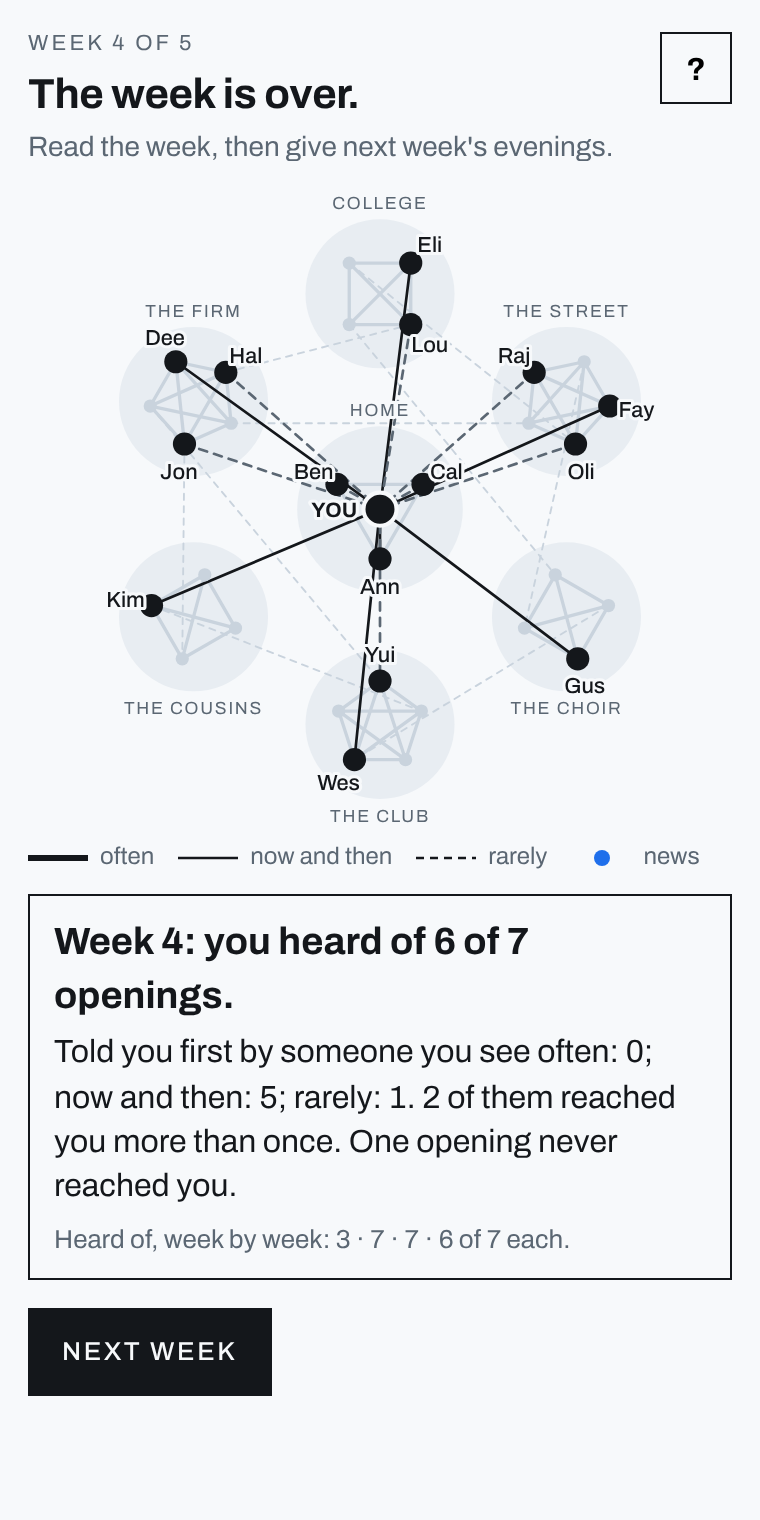 WEEK 4 OF 5
?
The week is over.
Read the week, then give next week's evenings.
COLLEGE
Eli
THE FIRM
THE STREET
Dee
Hal
Lou
Raj
HOME
Fay
Jon
Ben
Cal
Oli
YOU
Ann
Kim
Yui
Gus
THE COUSINS
THE CHOIR
Wes
THE CLUB
often
now and then
rarely
news
Week 4: you heard of 6 of 7
openings.
Told you first by someone you see often: 0;
now and then: 5; rarely: 1. 2 of them reached
you more than once. One opening never
reached you.
Heard of, week by week: 3 · 7 · 7 · 6 of 7 each.
NEXT WEEK